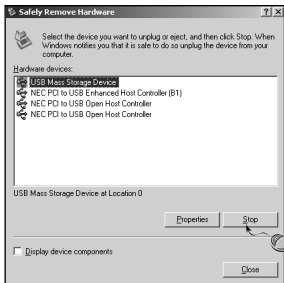 Safely Remove Hardware
Select the device you want to unplug or eject, and then click Stop. When
Windows notifies you that it is safe to do so unplug the device from your
computer.
Hardware devices:
USB Mass Storage Device
NEC PCI to USB Enhanced Host Controller (B1)
NEC PCI to USB Open Host Controller
NEC PCI to USB Open Host Controller
USB Mass Storage Device at Location 0
Properties Stop
Display device components
Close